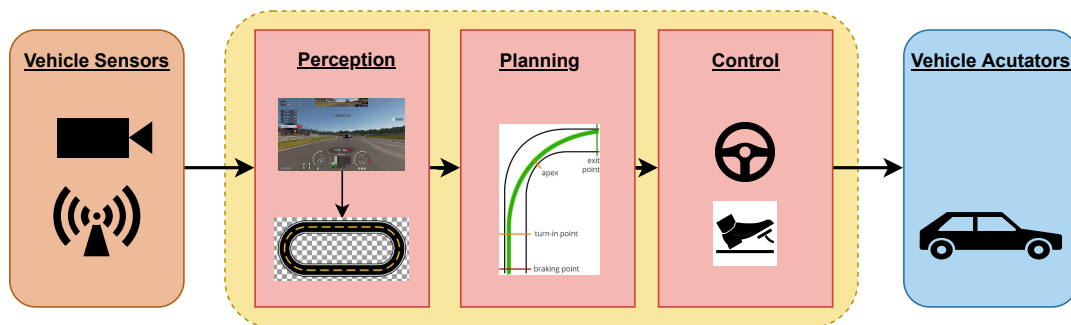 Vehicle Sensors
Perception
Planning
Control
Vehicle Acutators
exit
point
apex
turn-in point
braking point